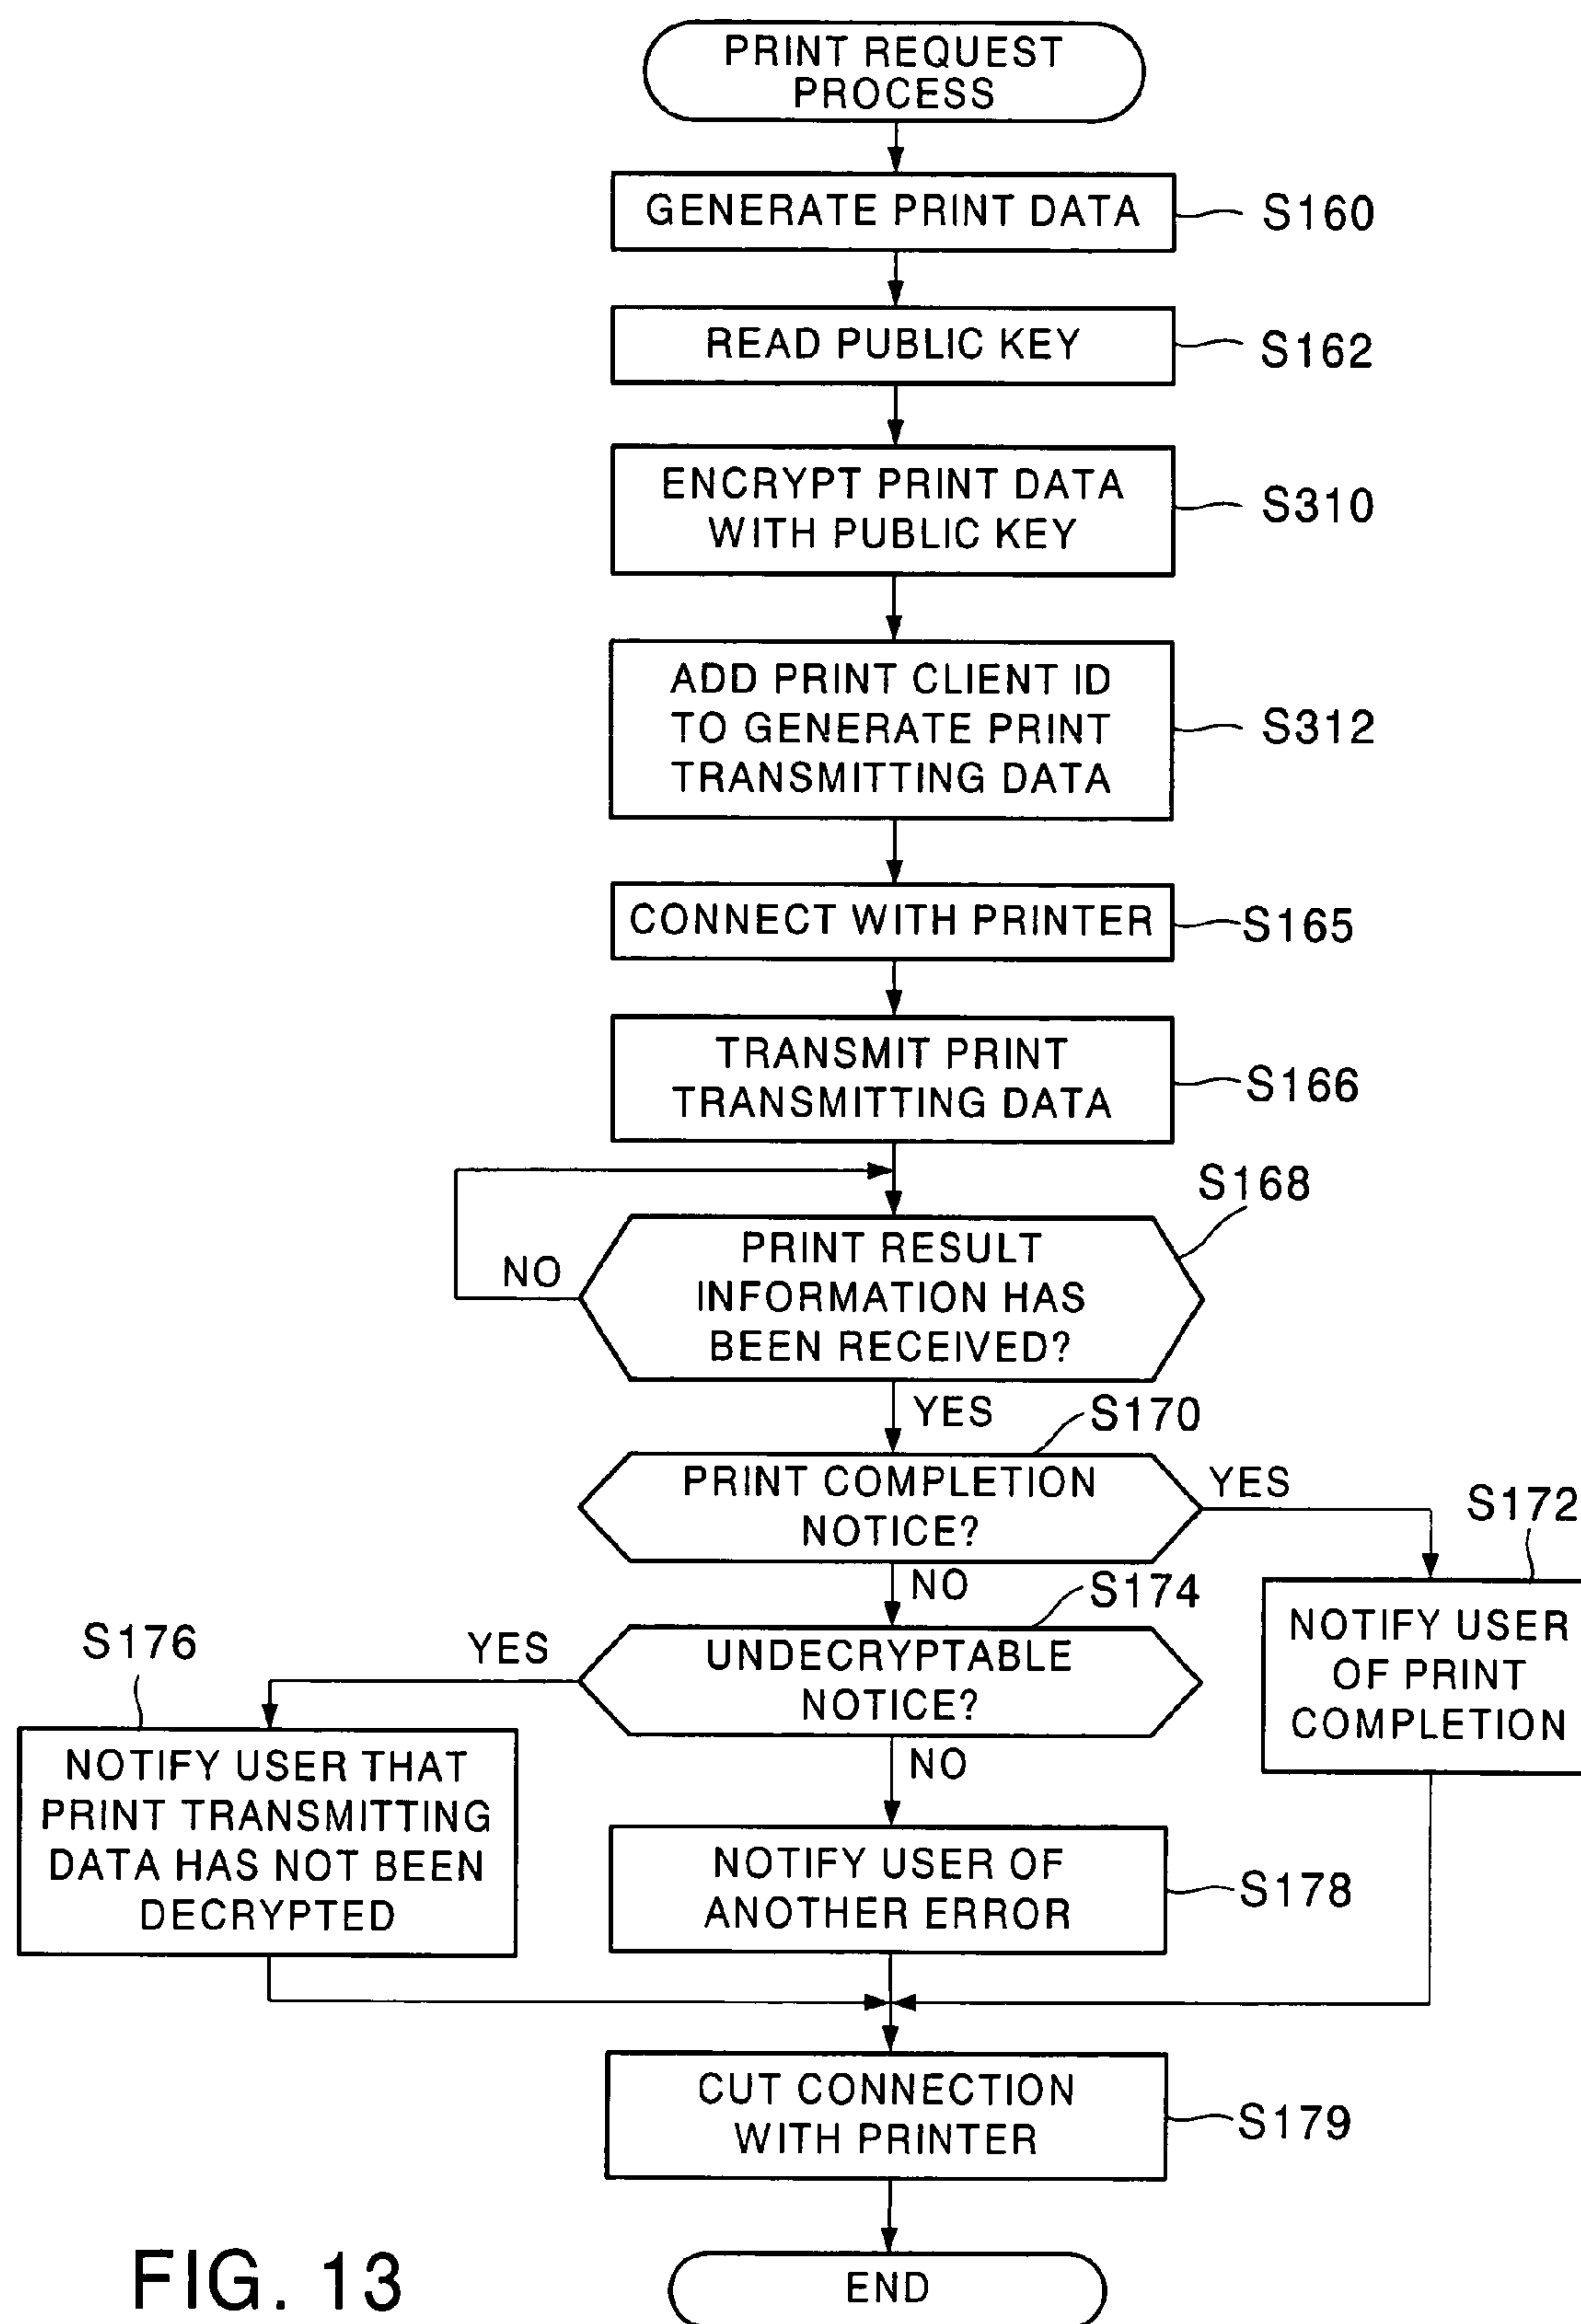 PRINT REQUEST
PROCESS
GENERATE PRINT DATA
S160
READ PUBLIC KEY
S162
ENCRYPT PRINT DATA
WITH PUBLIC KEY
S310
ADD PRINT CLIENT ID
TO GENERATE PRINT
TRANSMITTING DATA
S312
CONNECT WITH PRINTER
S165
TRANSMIT PRINT
TRANSMITTING DATA
S166
S168
PRINT RESULT
INFORMATION HAS
BEEN RECEIVED?
NO
YES
S170
PRINT COMPLETION
NOTICE?
YES
S172
NOTIFY USER
OF PRINT
COMPLETION
NO
S174
UNDECRYPTABLE
NOTICE?
YES
S176
NOTIFY USER THAT
PRINT TRANSMITTING
DATA HAS NOT BEEN
DECRYPTED
NO
NOTIFY USER OF
ANOTHER ERROR
S178
CUT CONNECTION
WITH PRINTER
S179
END
FIG. 13